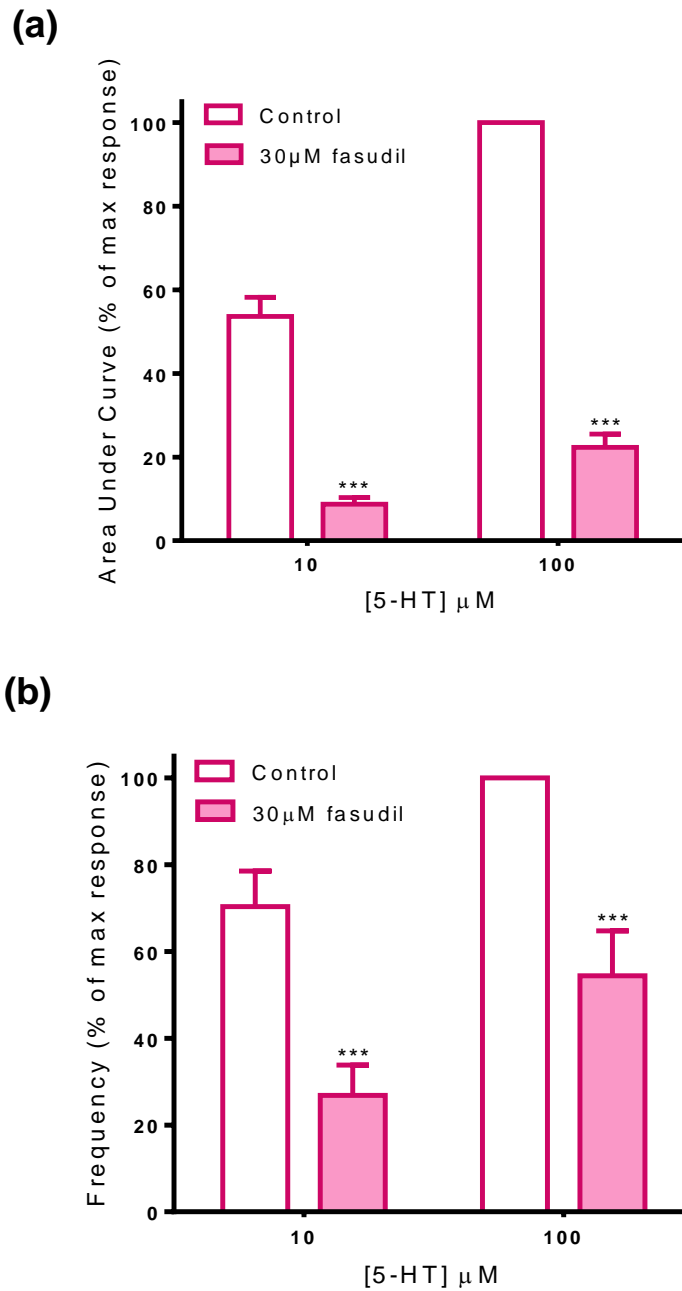 (a)
Area Under Curve (% of max response)
100
80
60
40
20
0
Control
30µM fasudil
***
***
10
100
[5-HT] μM
(b)
Frequency (% of max response)
100
80
60
40
20
0
Control
30μM fasudil
***
***
10
100
[5-HT] μM